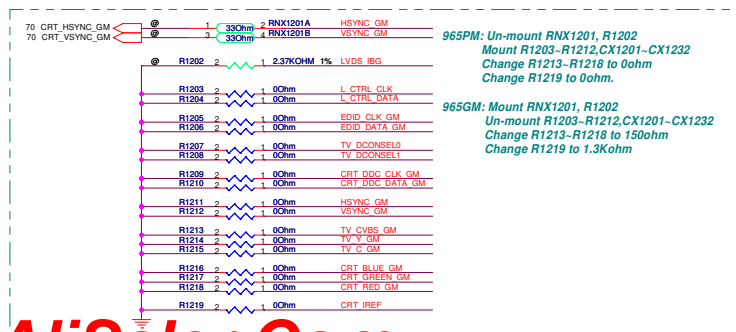 70 CRT_HSYNC_GM @ 1 33Ohm 2 RNX1201A HSYNC_GM
70 CRT_VSYNC_GM @ 3 33Ohm 4 RNX1201B VSYNC_GM
@ R1202 2 1 2.37KOHM 1% LVDS_IBG
R1203 2 1 0Ohm L_CTRL_CLK
R1204 2 1 0Ohm L_CTRL_DATA
R1205 2 1 0Ohm EDID_CLK_GM
R1206 2 1 0Ohm EDID_DATA_GM
R1207 2 1 0Ohm TV_DCONSEL0
R1208 2 1 0Ohm TV_DCONSEL1
R1209 2 1 0Ohm CRT_DDC_CLK_GM
R1210 2 1 0Ohm CRT_DDC_DATA_GM
R1211 2 1 0Ohm HSYNC_GM
R1212 2 1 0Ohm VSYNC_GM
R1213 2 1 0Ohm TV_CVBS_GM
R1214 2 1 0Ohm TV_Y_GM
R1215 2 1 0Ohm TV_C_GM
R1216 2 1 0Ohm CRT_BLUE_GM
R1217 2 1 0Ohm CRT_GREEN_GM
R1218 2 1 0Ohm CRT_RED_GM
R1219 2 1 0Ohm CRT_IREF
965PM: Un-mount RNX1201, R1202
Mount R1203~R1212,CX1201~CX1232
Change R1213~R1218 to 0ohm
Change R1219 to 0ohm.
965GM: Mount RNX1201, R1202
Un-mount R1203~R1212,CX1201~CX1232
Change R1213~R1218 to 150ohm
Change R1219 to 1.3Kohm